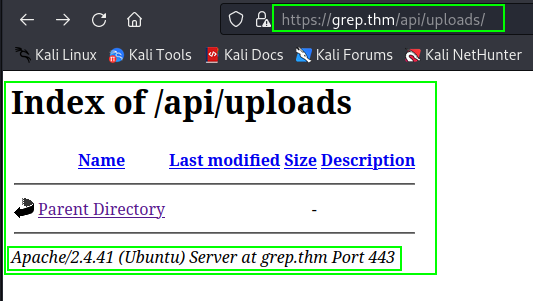 https://grep.thm/api/uploads/
Kali Linux Kali Tools Kali Docs Kali Forums Kali NetHunter
Index of /api/uploads
Name Last modified Size Description
Parent Directory -
Apache/2.4.41 (Ubuntu) Server at grep.thm Port 443